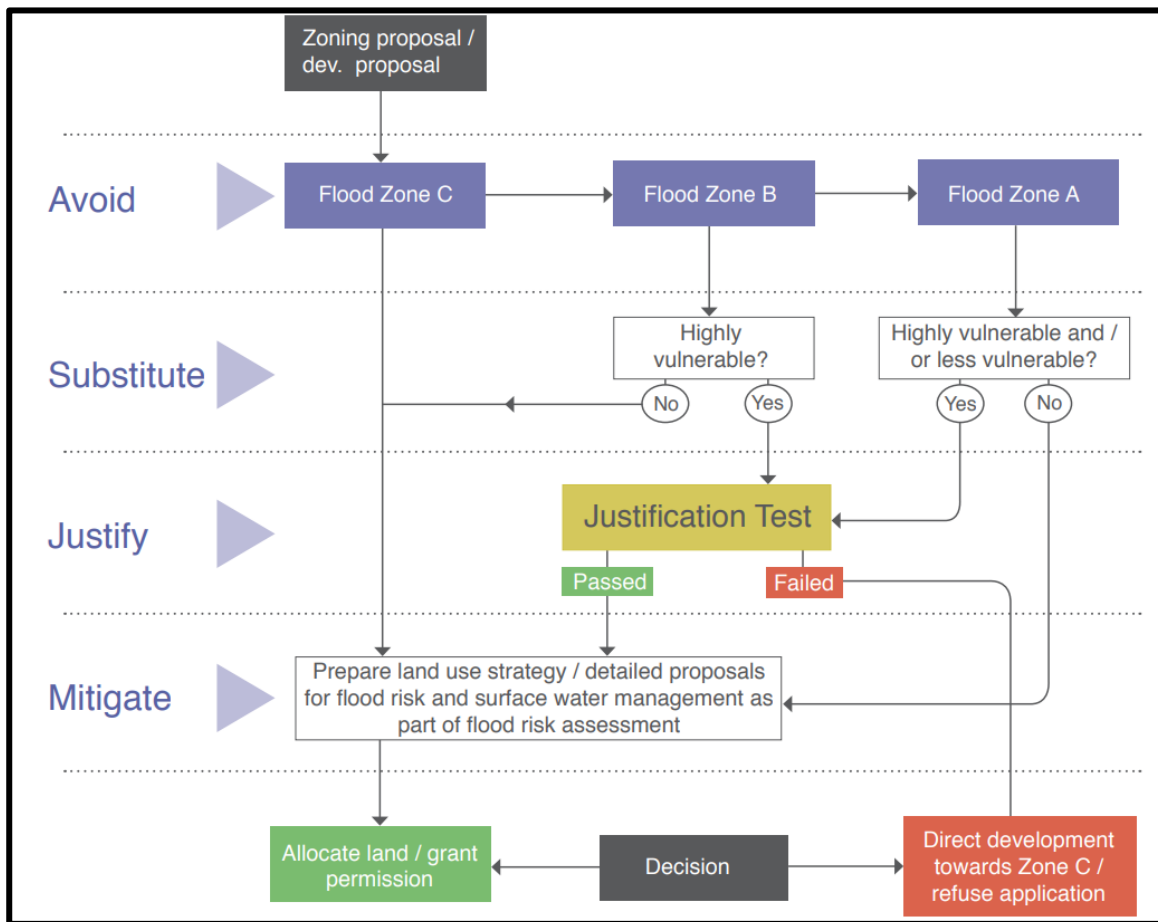 Zoning proposal /
dev. proposal
Avoid
Flood Zone C
Flood Zone B
Flood Zone A
Substitute
Highly
vulnerable?
No
Yes
Highly vulnerable and /
or less vulnerable?
Yes
No
Justify
Justification Test
Passed
Failed
Mitigate
Prepare land use strategy / detailed proposals
for flood risk and surface water management as
part of flood risk assessment
Allocate land / grant
permission
Decision
Direct development
towards Zone C /
refuse application